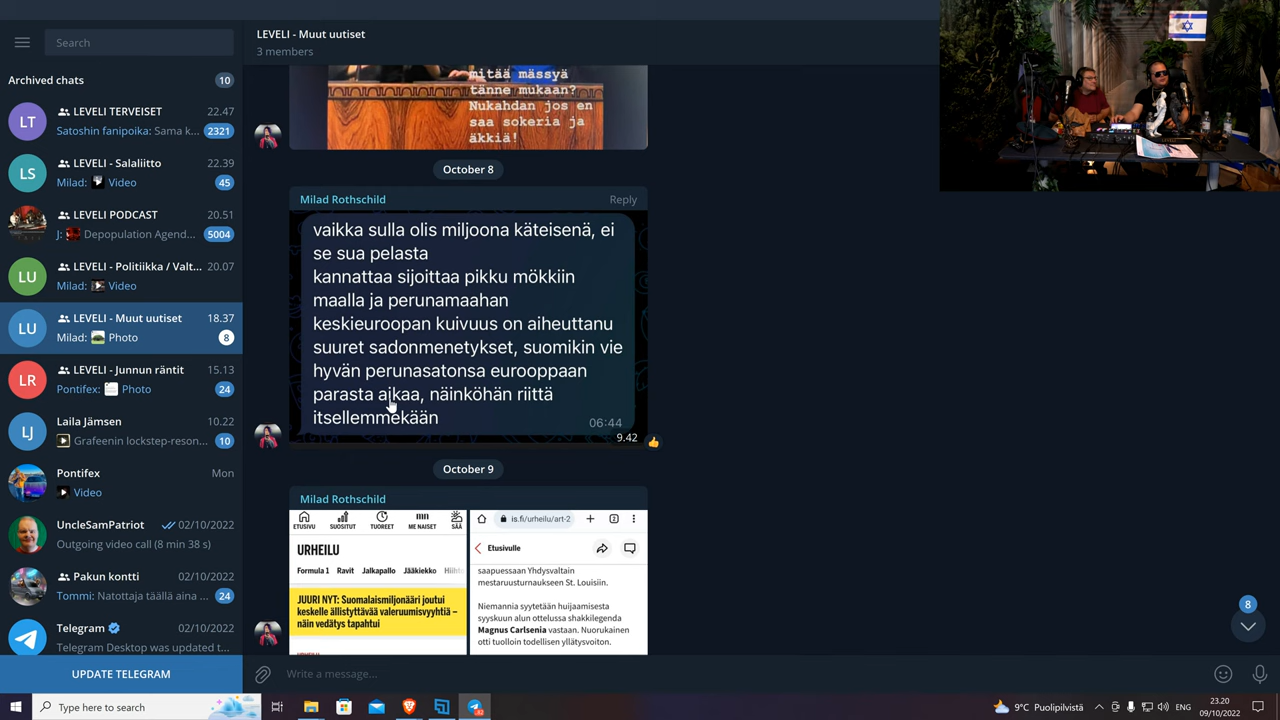 Search
Archived chats
10
LT
LEVELI TERVEISET
22.47
Satoshin fanipoika: Sama k...
2321
LS
LEVELI - Salaliitto
22.39
Milad: Video
45
LEVELI PODCAST
20.51
J: Depopulation Agend...
5004
LU
LEVELI - Politiikka / Valt...
20.07
Milad: Video
LU
LEVELI - Muut uutiset
18.37
Milad: Photo
8
LR
LEVELI - Junnun räntit
15.13
Pontifex: Photo
24
LJ
Laila Jämsen
10.22
Grafeenin lockstep-reson...
10
Pontifex
Mon
Video
UncleSamPatriot
02/10/2022
Outgoing video call (8 min 38 s)
Pakun kontti
02/10/2022
Tommi: Natottaja täällä aina ...
24
Telegram
02/10/2022
Telegram Desktop was updated t...
UPDATE TELEGRAM
LEVELI - Muut uutiset
3 members
mitää mässyä
tänne mukaan?
Nukahdan jos en
saa sokeria ja
äkkiä!
October 8
Milad Rothschild
Reply
vaikka sulla olis miljoona käteisenä, ei
se sua pelasta
kannattaa sijoittaa pikku mökkiin
maalla ja perunamaahan
keskieuroopan kuivuus on aiheuttanu
suuret sadonmenetykset, suomikin vie
hyvän perunasatonsa eurooppaan
parasta aikaa, näinköhän riittä
itsellemmekään
06:44
9.42
October 9
Milad Rothschild
ETUSIVU
SUOSITUT
TUOREET
ME NAISET
SÄÄ
URHEILU
Formula 1 Ravit Jalkapallo Jääkiekko Hiihto
JUURI NYT: Suomalaismiljonääri joutui
keskelle ällistyttävää valeruumisvyyhtiä –
näin vedätys tapahtui
is.fi/urheilu/art-2
2
Etusivulle
saapuessaan Yhdysvaltain
mestaruusturnaukseen St. Louisiin.
Niemannia syytetään huijaamisesta
syyskuun alun ottelussa shakkilegenda
Magnus Carlsenia vastaan. Nuorukainen
otti tuolloin todellisen yllätysvoiton.
8
Write a message...
Type here to search
9°C Puolipilvistä
ENG
23.20
09/10/2022